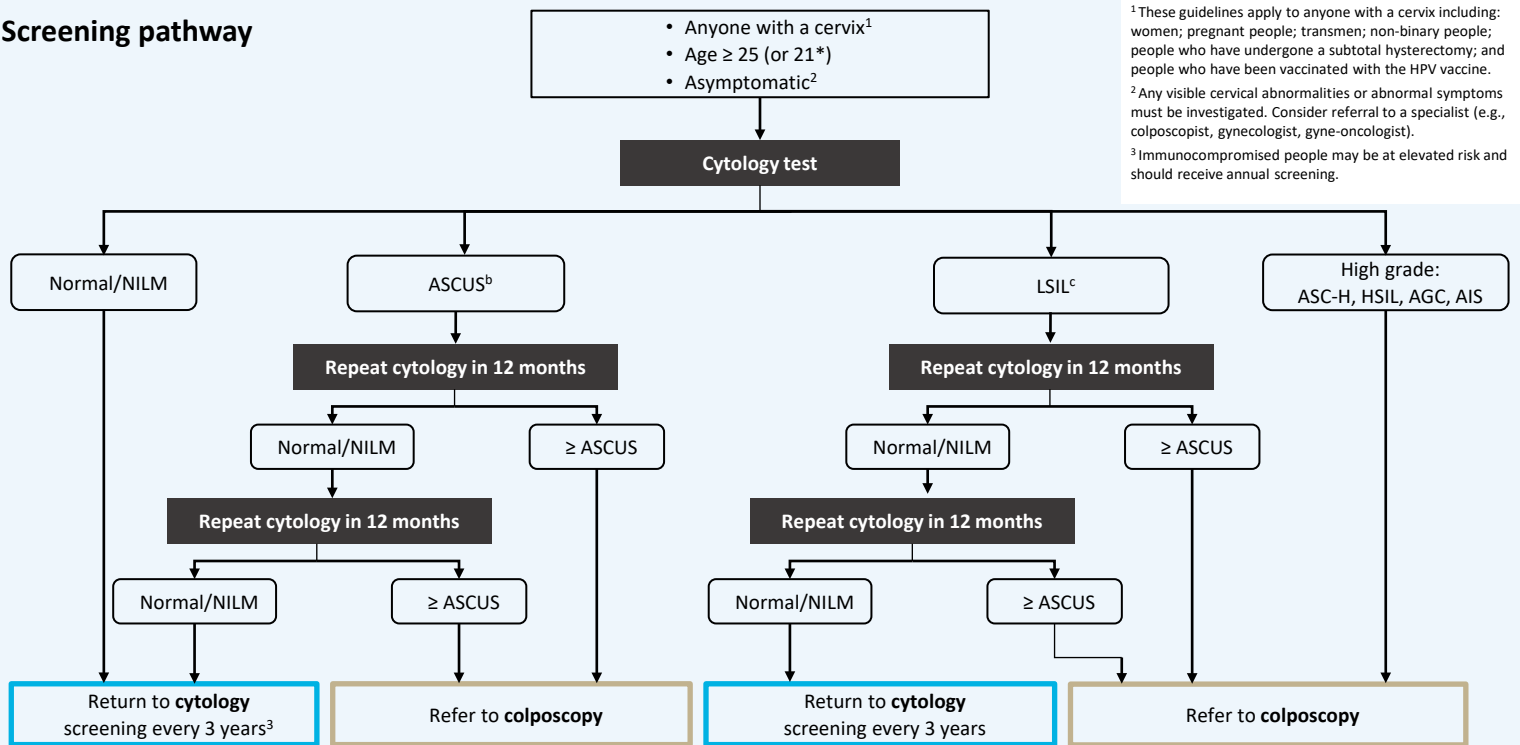 Screening pathway
• Anyone with a cervix¹
• Age ≥ 25 (or 21*)
• Asymptomatic²
¹ These guidelines apply to anyone with a cervix including:
women; pregnant people; transmen; non-binary people;
people who have undergone a subtotal hysterectomy; and
people who have been vaccinated with the HPV vaccine.
² Any visible cervical abnormalities or abnormal symptoms
must be investigated. Consider referral to a specialist (e.g.,
colposcopist, gynecologist, gyne-oncologist).
³ Immunocompromised people may be at elevated risk and
should receive annual screening.
Cytology test
Normal/NILM
ASCUSᵇ
LSILᶜ
High grade:
ASC-H, HSIL, AGC, AIS
Repeat cytology in 12 months
Repeat cytology in 12 months
Normal/NILM
≥ ASCUS
Normal/NILM
≥ ASCUS
Repeat cytology in 12 months
Repeat cytology in 12 months
Normal/NILM
≥ ASCUS
Normal/NILM
≥ ASCUS
Return to cytology
screening every 3 years³
Refer to colposcopy
Return to cytology
screening every 3 years
Refer to colposcopy